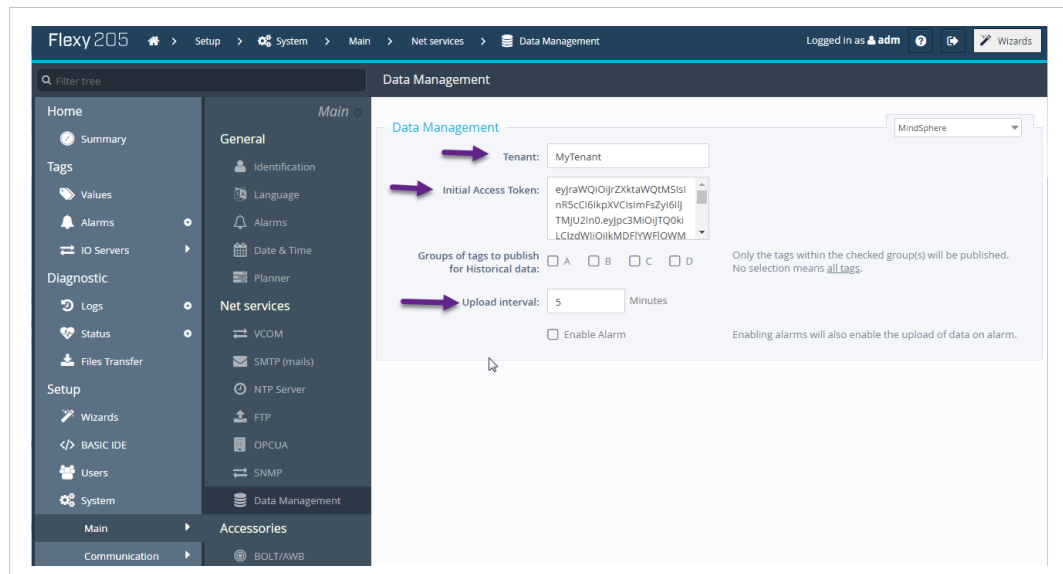 Flexy 205 > Setup > System > Main > Net services > Data Management Logged in as adm Wizards
Filter tree
Data Management
Home
Summary
Tags
Values
Alarms
IO Servers
Diagnostic
Logs
Status
Files Transfer
Setup
Wizards
</> BASIC IDE
Users
System
Main
Communication
Main
General
Identification
Language
Alarms
Date & Time
Planner
Net services
VCOM
SMTP (mails)
NTP Server
FTP
OPCUA
SNMP
Data Management
Accessories
BOLT/AWB
Data Management
MindSphere
Tenant: MyTenant
Initial Access Token: eyJraWQiOiJrZXktaWQtMSIsI
nR5cCI6IkpXVCIsImFsZyI6IlJ
TMjU2In0.eyJpc3MiOiJTQ0ki
LCJzdWIiOiJkMDFlYWFlOWM
Groups of tags to publish
for Historical data:
A B C D
Only the tags within the checked group(s) will be published.
No selection means all tags.
Upload interval: 5 Minutes
Enable Alarm Enabling alarms will also enable the upload of data on alarm.